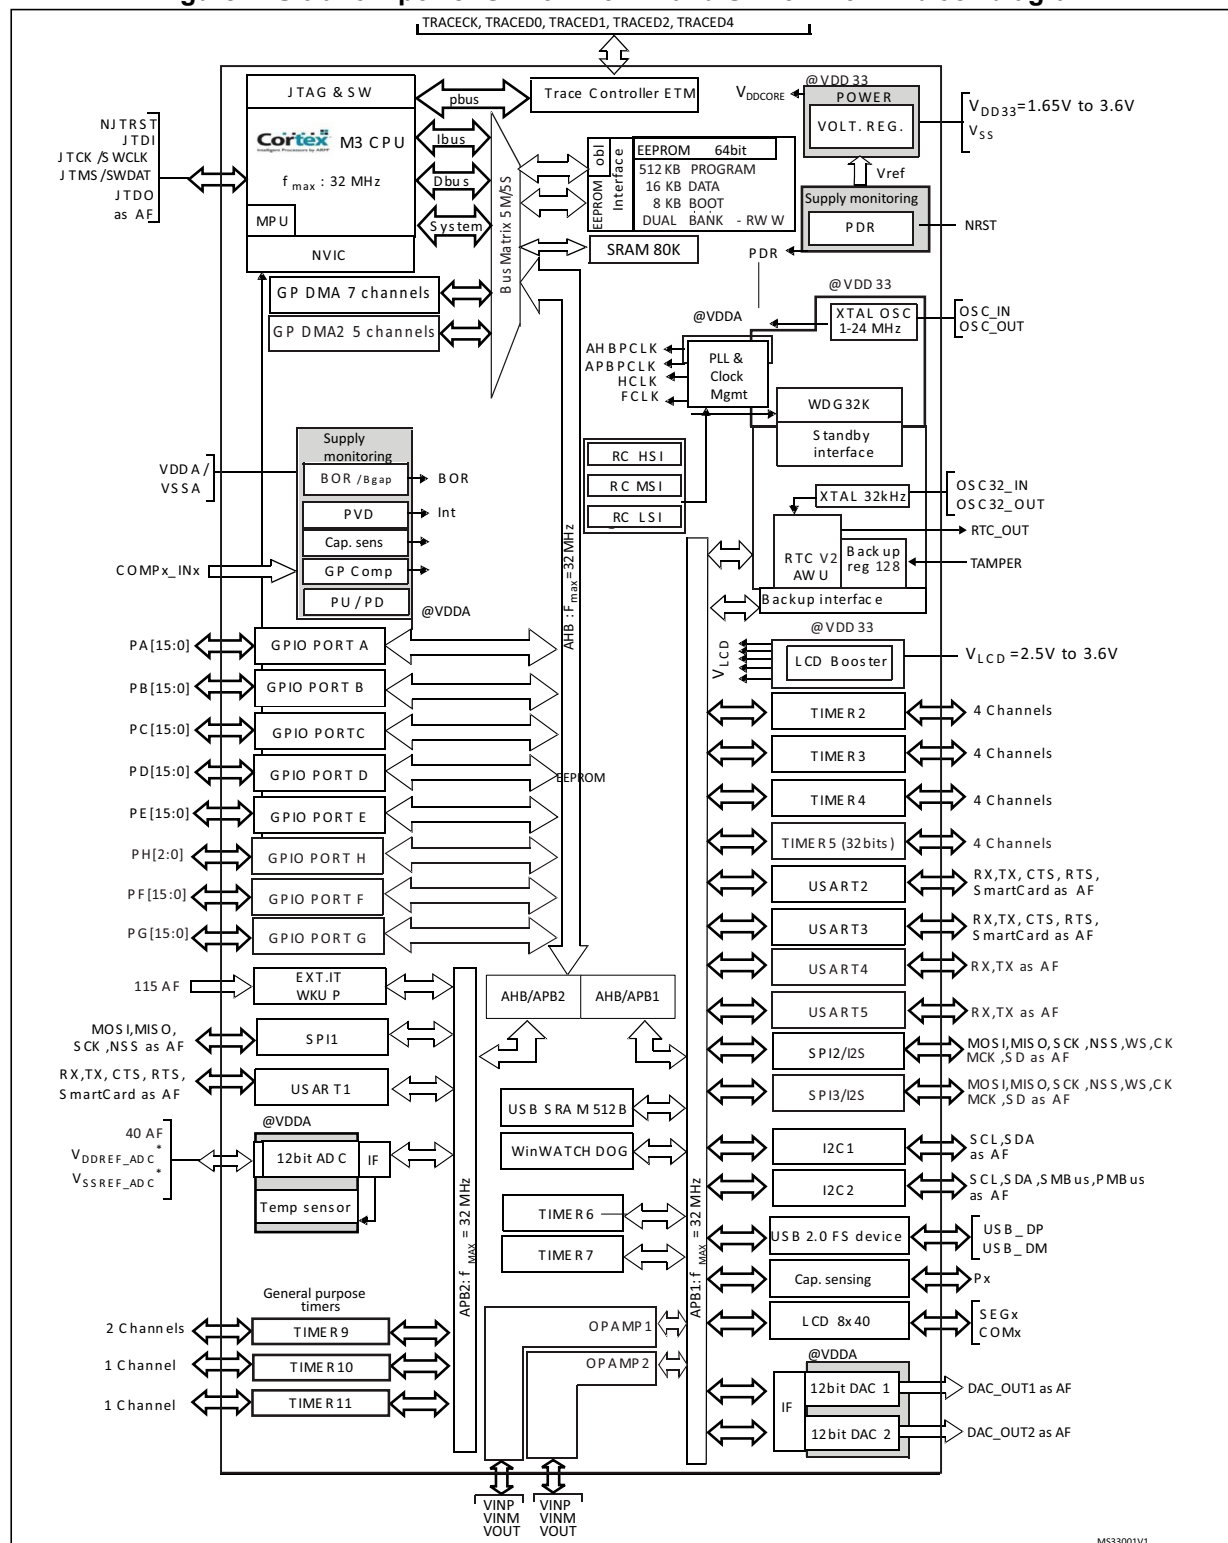 TRACECK, TRACED0, TRACED1, TRACED2, TRACED4
JTAG & SW
pbus
Trace Controller ETM
NJTRST
JTDI
JTCK /SWCLK
JTMS/SWDAT
JTDO
as AF
Cortex
Intelligent Processors by ARM
M3 CPU
f max : 32 MHz
MPU
NVIC
Ibus
Dbus
System
Bus Matrix 5 M/5S
EEPROM obl
Interface
EEPROM 64bit
512 KB PROGRAM
16 KB DATA
8 KB BOOT
DUAL BANK - RWW
SRAM 80K
@VDD33
VDDCORE
POWER
VOLT. REG.
VDD33=1.65V to 3.6V
VSS
Vref
Supply monitoring
PDR
NRST
PDR
GP DMA 7 channels
GP DMA2 5 channels
@VDD33
@VDDA
XTAL OSC
1-24 MHz
OSC_IN
OSC_OUT
AHBPCLK
APBPCLK
HCLK
FCLK
PLL &
Clock
Mgmt
WDG32K
Standby
interface
RC HSI
RC MSI
RC LSI
XTAL 32kHz
OSC32_IN
OSC32_OUT
RTC_OUT
RTC V2
AWU
Backup
reg 128
TAMPER
Backup interface
VDDA/
VSSA
Supply
monitoring
BOR /Bgap
BOR
PVD
Int
Cap. sens
COMPx_INx
GP Comp
PU / PD
@VDDA
AHB : Fmax = 32 MHz
@VDD33
VLCD
LCD Booster
VLCD =2.5V to 3.6V
PA[15:0]
GPIO PORT A
PB[15:0]
GPIO PORT B
PC[15:0]
GPIO PORTC
PD[15:0]
GPIO PORT D
EEPROM
PE[15:0]
GPIO PORT E
PH[2:0]
GPIO PORT H
PF[15:0]
GPIO PORT F
PG[15:0]
GPIO PORT G
TIMER2
4 Channels
TIMER3
4 Channels
TIMER4
4 Channels
TIMER5 (32bits)
4 Channels
USART2
RX,TX, CTS, RTS,
SmartCard as AF
USART3
RX,TX, CTS, RTS,
SmartCard as AF
USART4
RX,TX as AF
USART5
RX,TX as AF
SPI2/I2S
MOSI,MISO,SCK ,NSS,WS,CK
MCK ,SD as AF
SPI3/I2S
MOSI,MISO,SCK ,NSS,WS,CK
MCK ,SD as AF
I2C1
SCL,SDA
as AF
I2C2
SCL,SDA ,SMBus,PMBus
as AF
USB 2.0 FS device
USB_DP
USB_DM
Cap. sensing
Px
LCD 8x40
SEGx
COMx
@VDDA
IF
12bit DAC 1
DAC_OUT1 as AF
12bit DAC 2
DAC_OUT2 as AF
115 AF
EXT.IT
WKUP
AHB/APB2
AHB/APB1
MOSI,MISO,
SCK ,NSS as AF
SPI1
RX,TX, CTS, RTS,
SmartCard as AF
USART1
@VDDA
40 AF
VDDREF_ADC*
VSSREF_ADC*
12bit ADC
IF
Temp sensor
USB SRAM 512B
WinWATCHDOG
TIMER6
TIMER7
APB2: fMAX = 32 MHz
APB1: fMAX = 32 MHz
General purpose
timers
2 Channels
TIMER9
1 Channel
TIMER10
1 Channel
TIMER11
OPAMP1
OPAMP2
VINP
VINM
VOUT
VINP
VINM
VOUT
MS33001V1